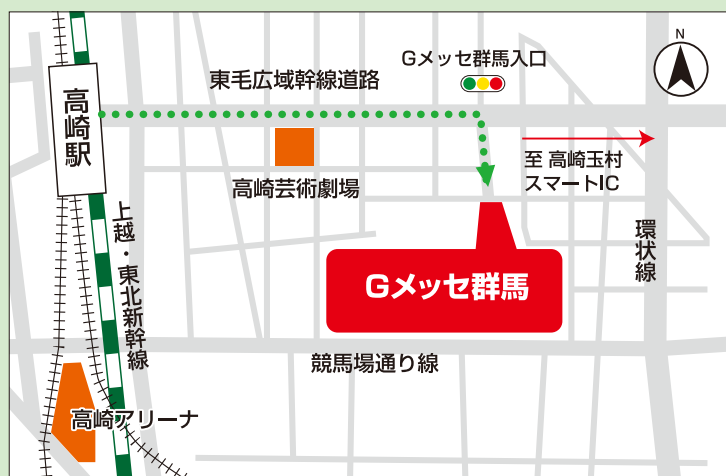 N
Gメッセ群馬入口
東毛広域幹線道路
高崎駅
至 高崎玉村
スマートIC
高崎芸術劇場
上越・東北新幹線
環状線
Gメッセ群馬
競馬場通り線
高崎アリーナ